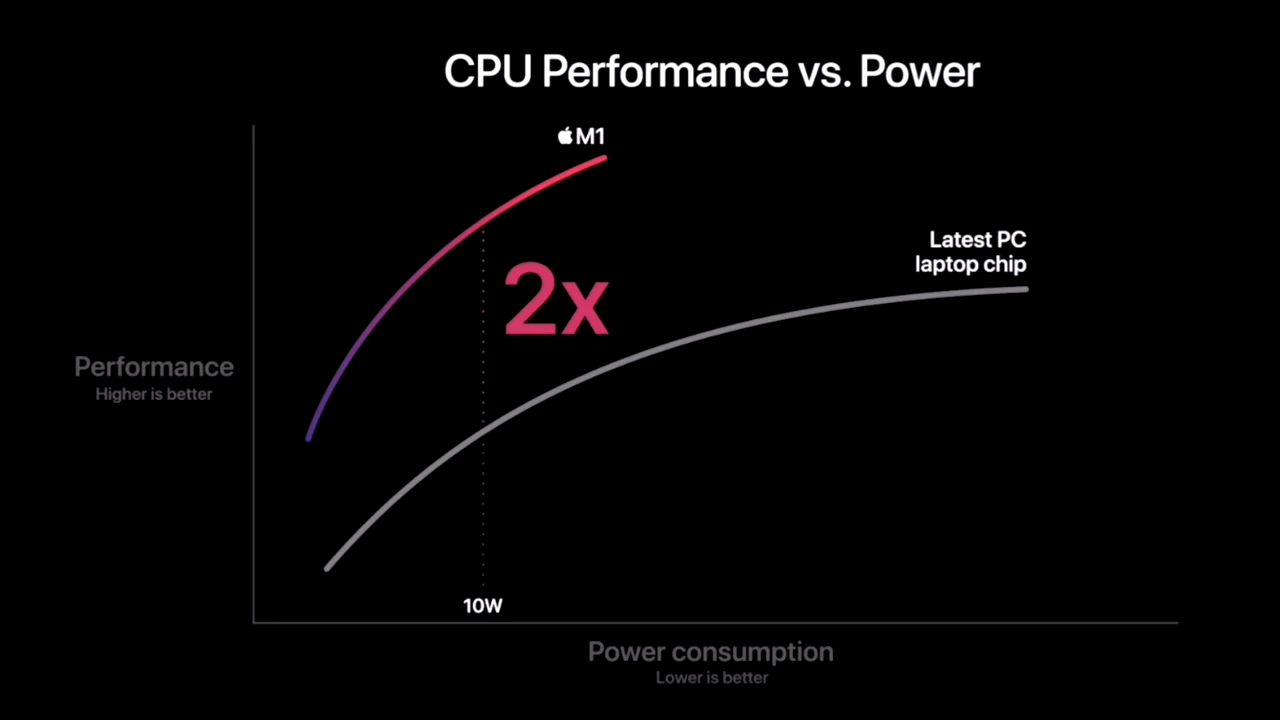 CPU Performance vs. Power
M1
Latest PC
laptop chip
2x
Performance
Higher is better
10W
Power consumption
Lower is better